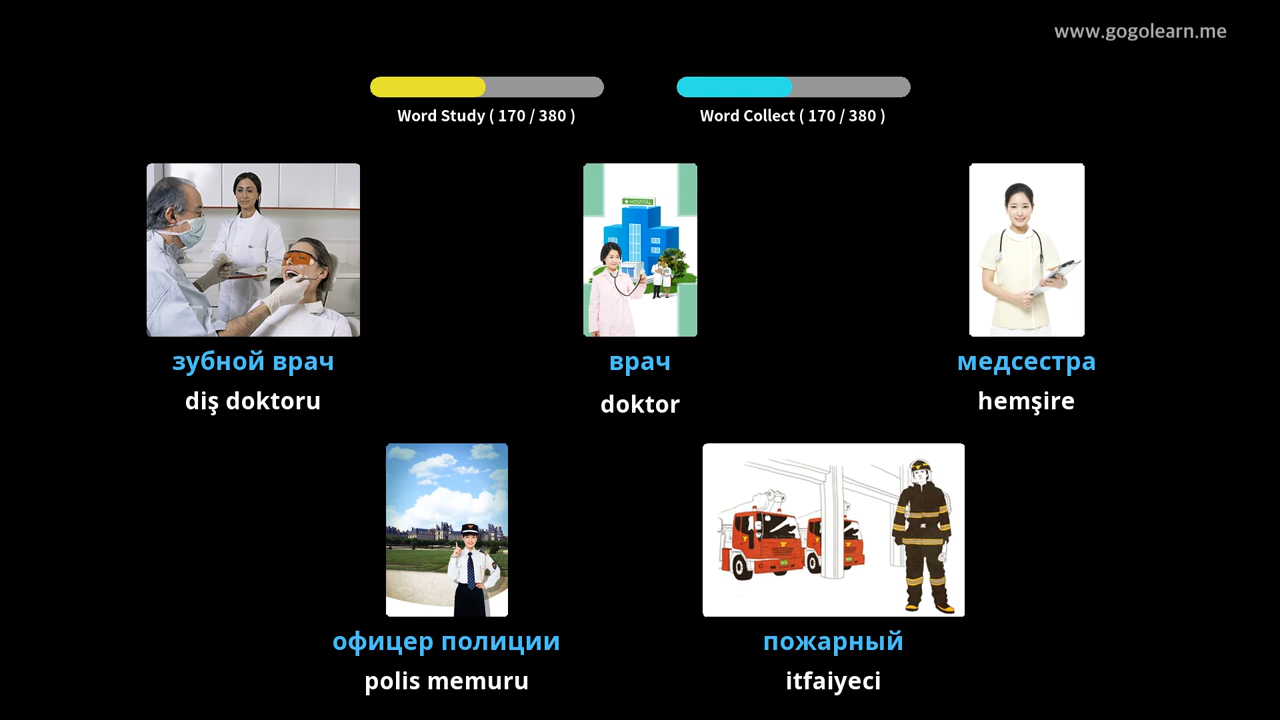 www.gogolearn.me
Word Study ( 170 / 380 )
Word Collect ( 170 / 380 )
HOSPITAL
зубной врач
diş doktoru
врач
doktor
медсестра
hemşire
офицер полиции
polis memuru
пожарный
itfaiyeci